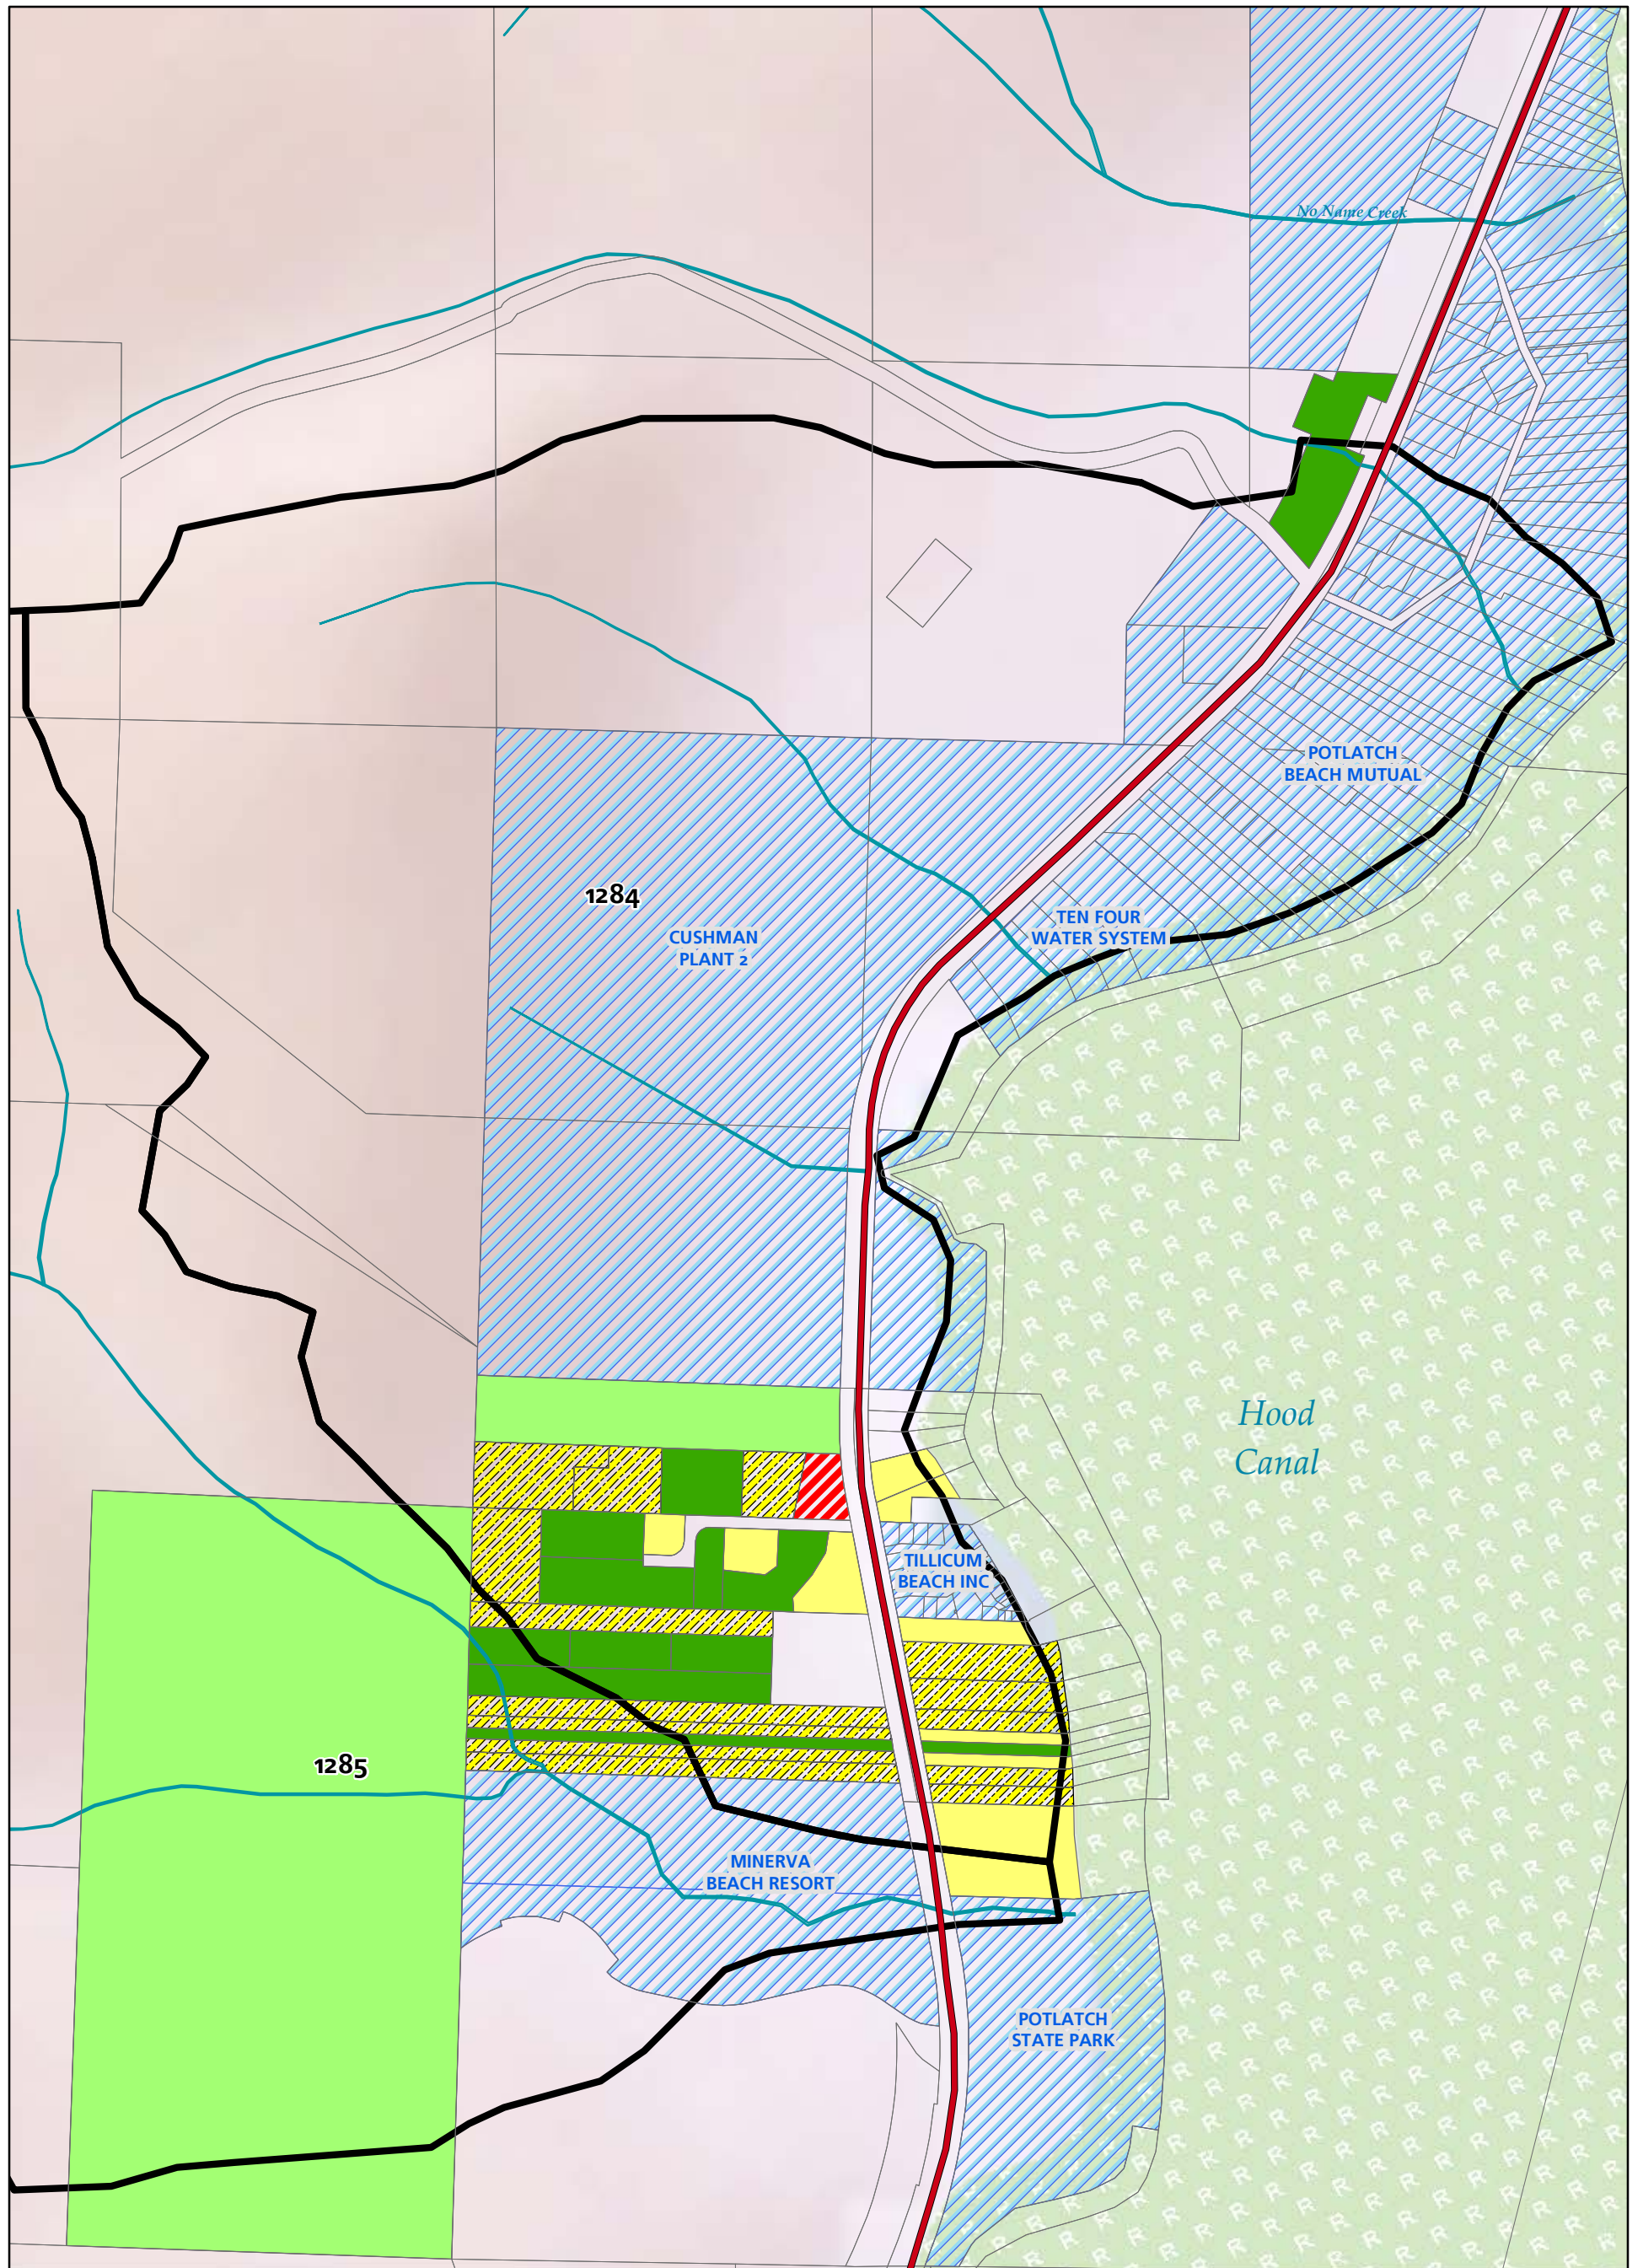 No Name Creek
POTLATCH
BEACH MUTUAL
1284
TEN FOUR
WATER SYSTEM
CUSHMAN
PLANT 2
Hood
Canal
TILLICUM
BEACH INC
1285
MINERVA
BEACH RESORT
POTLATCH
STATE PARK